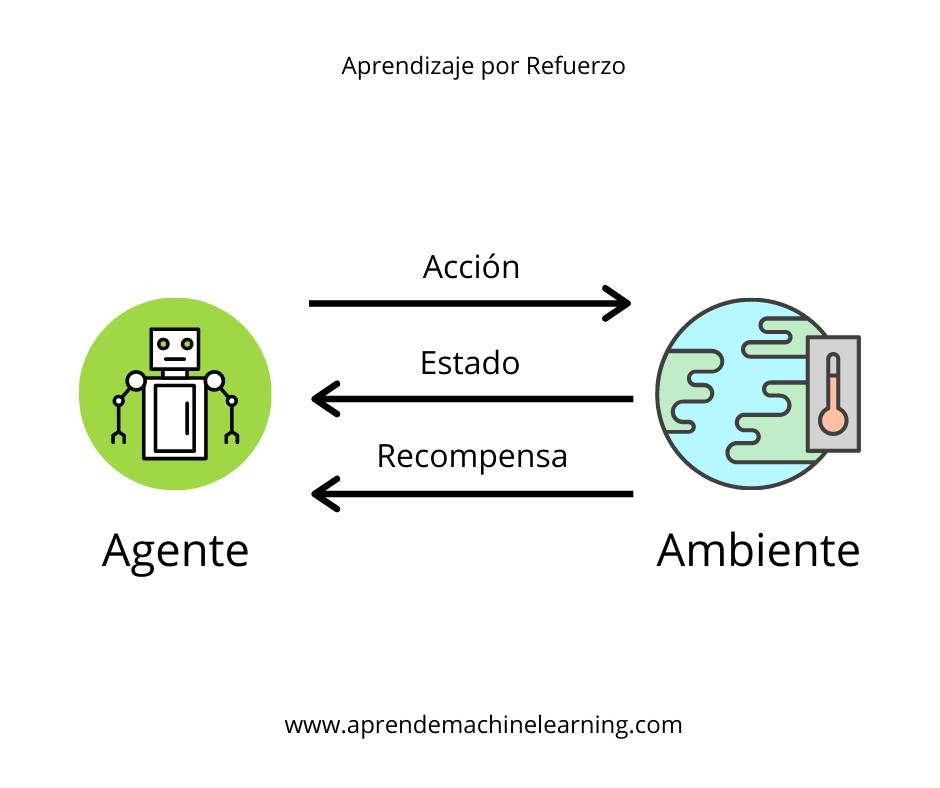 Aprendizaje por Refuerzo
Acción
Estado
Recompensa
Agente
Ambiente
www.aprendemachinelearning.com